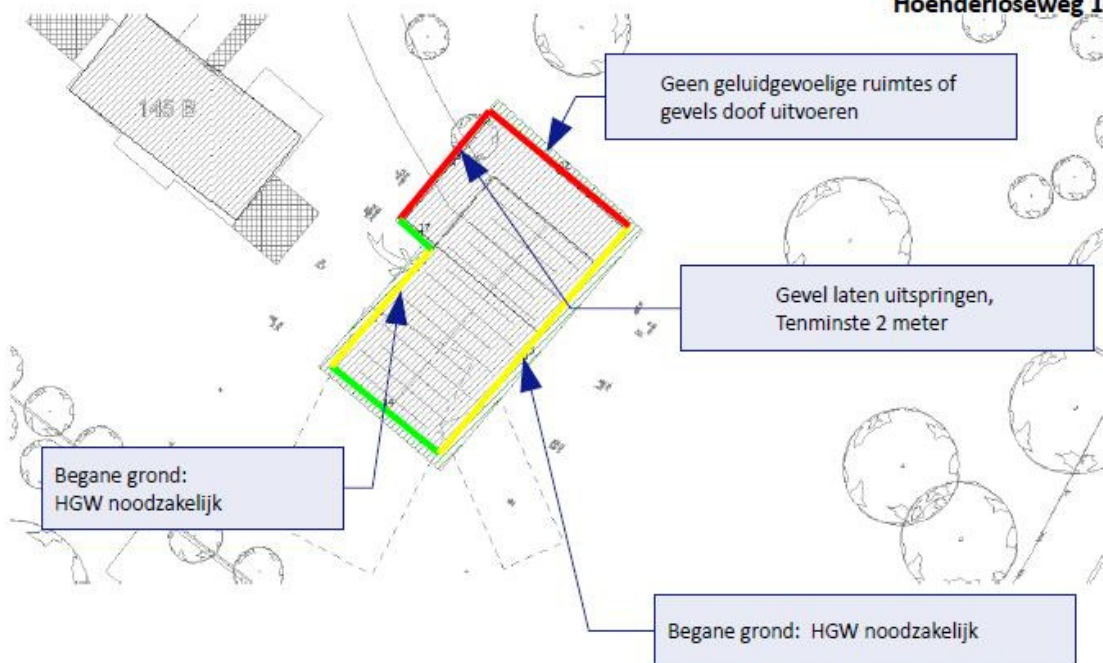 Hoenderloseweg 1
Geen geluidgevoelige ruimtes of
gevels doof uitvoeren
145 B
Gevel laten uitspringen,
Tenminste 2 meter
Begane grond:
HGW noodzakelijk
Begane grond: HGW noodzakelijk